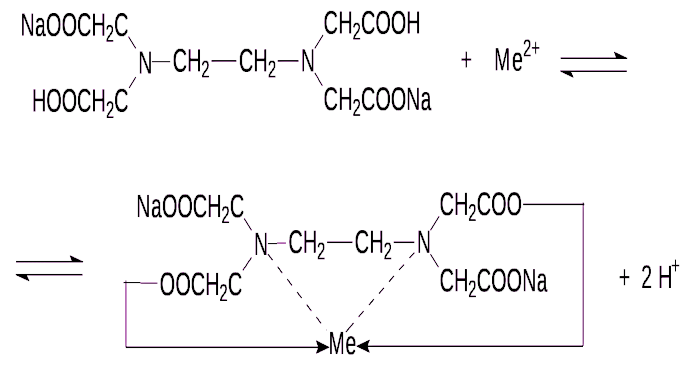 NaOOCH₂C CH₂COOH
N—CH₂—CH₂—N + Me²⁺
HOOCH₂C CH₂COONa
NaOOCH₂C CH₂COO
N—CH₂—CH₂—N
OOCH₂C CH₂COONa + 2 H⁺
Me